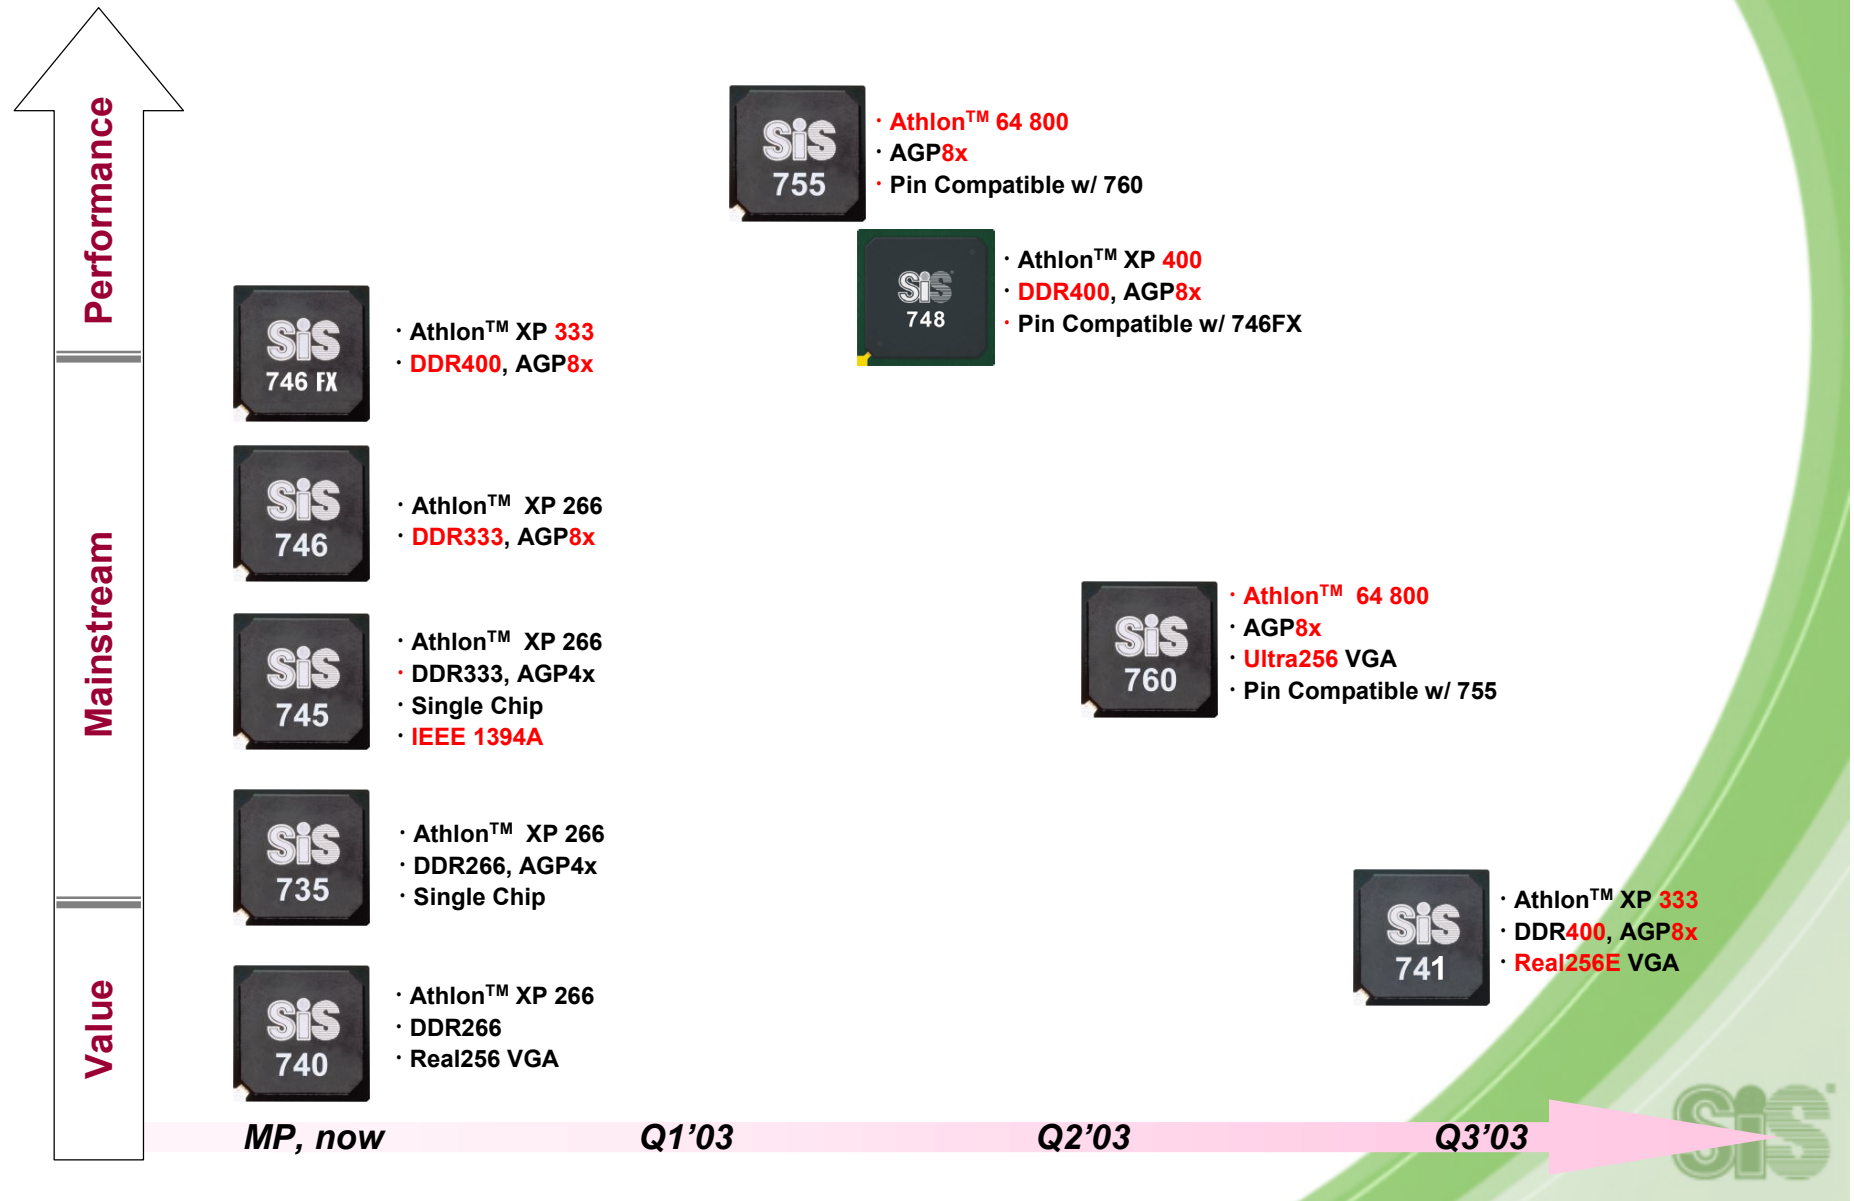 Performance
Mainstream
Value
SiS
755
· Athlon™ 64 800
· AGP8x
· Pin Compatible w/ 760
SiS
748
· Athlon™ XP 400
· DDR400, AGP8x
· Pin Compatible w/ 746FX
SiS
746 FX
· Athlon™ XP 333
· DDR400, AGP8x
SiS
746
· Athlon™ XP 266
· DDR333, AGP8x
SiS
745
· Athlon™ XP 266
· DDR333, AGP4x
· Single Chip
· IEEE 1394A
SiS
760
· Athlon™ 64 800
· AGP8x
· Ultra256 VGA
· Pin Compatible w/ 755
SiS
735
· Athlon™ XP 266
· DDR266, AGP4x
· Single Chip
SiS
741
· Athlon™ XP 333
· DDR400, AGP8x
· Real256E VGA
SiS
740
· Athlon™ XP 266
· DDR266
· Real256 VGA
MP, now Q1’03 Q2’03 Q3’03
SiS